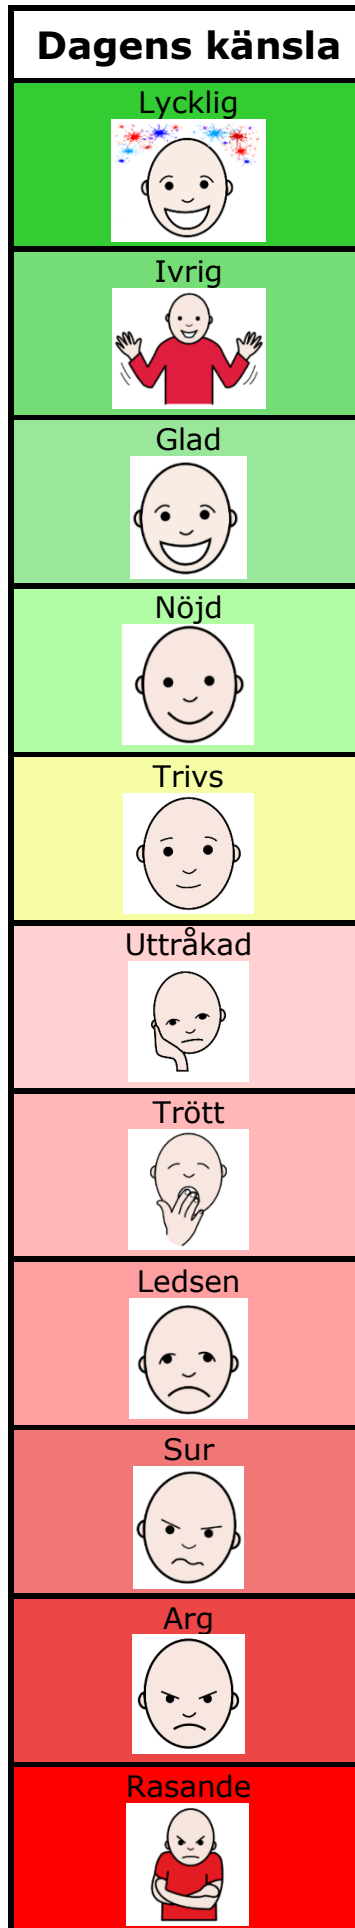 Dagens känsla
Lycklig
Ivrig
Glad
Nöjd
Trivs
Uttråkad
Trött
Ledsen
Sur
Arg
Rasande